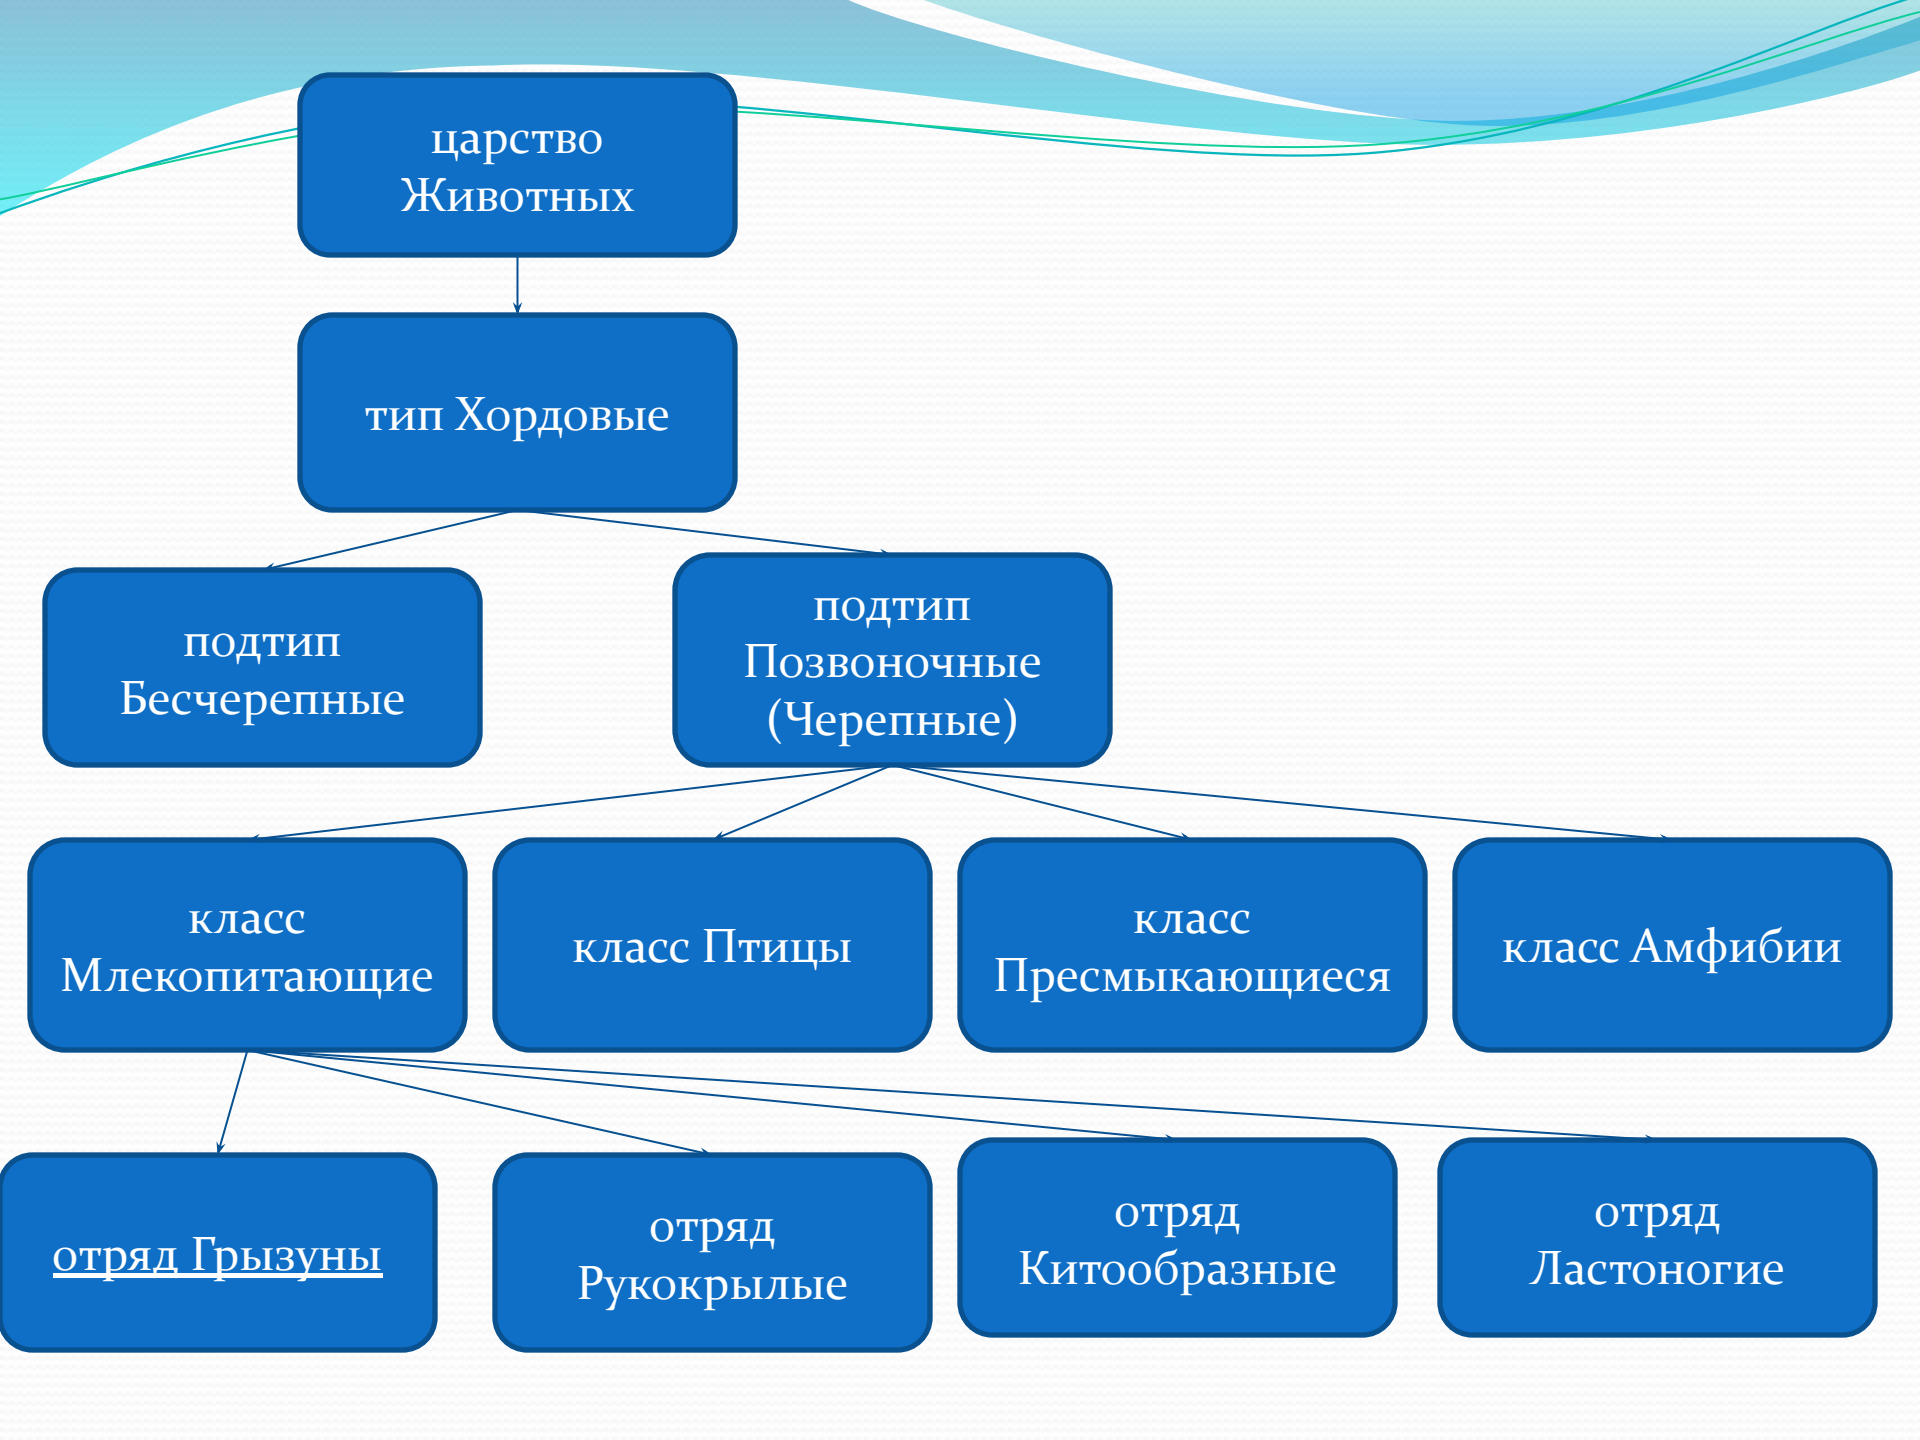 царство
Животных
тип Хордовые
подтип
Бесчерепные
подтип
Позвоночные
(Черепные)
класс
Млекопитающие
класс Птицы
класс
Пресмыкающиеся
класс Амфибии
отряд Грызуны
отряд
Рукокрылые
отряд
Китообразные
отряд
Ластоногие